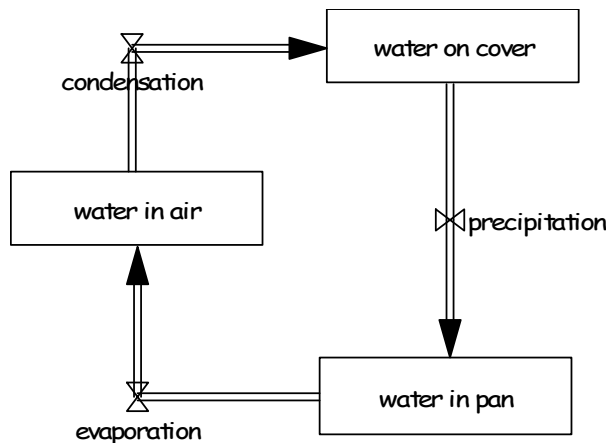 water on cover
condensation
water in air
precipitation
water in pan
evaporation